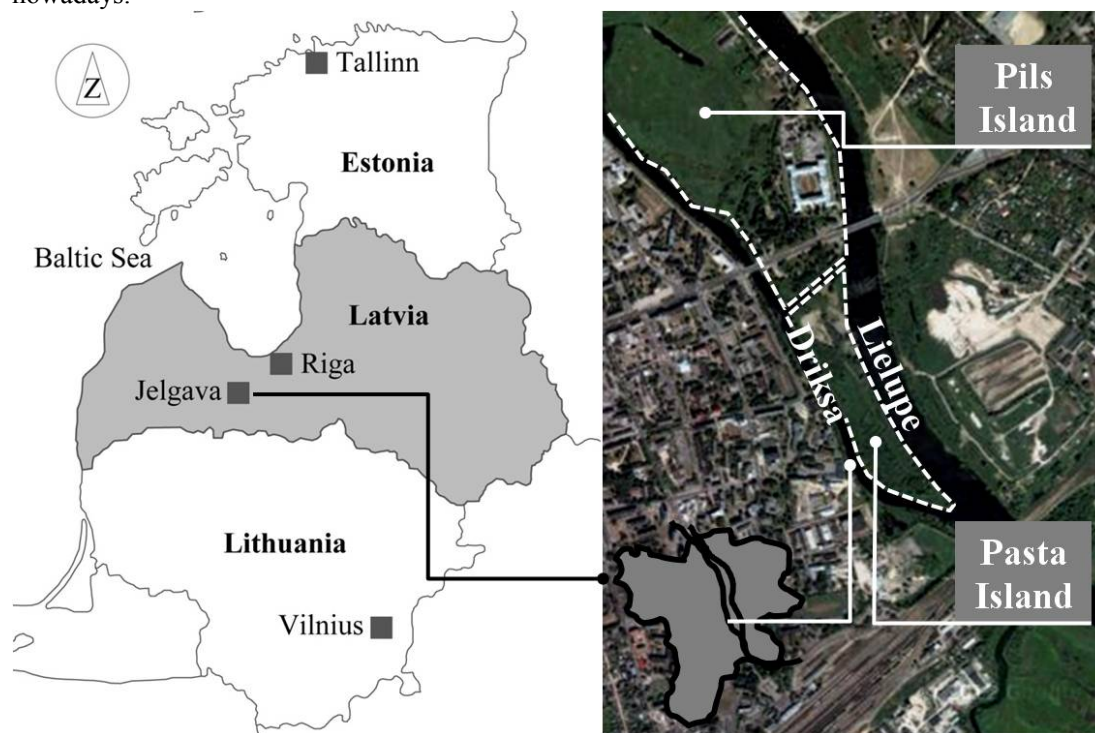 nowadays.
Z
Tallinn
Estonia
Baltic Sea
Latvia
Riga
Jelgava
Lithuania
Vilnius
Pils
Island
Driksa
Lielupe
Pasta
Island